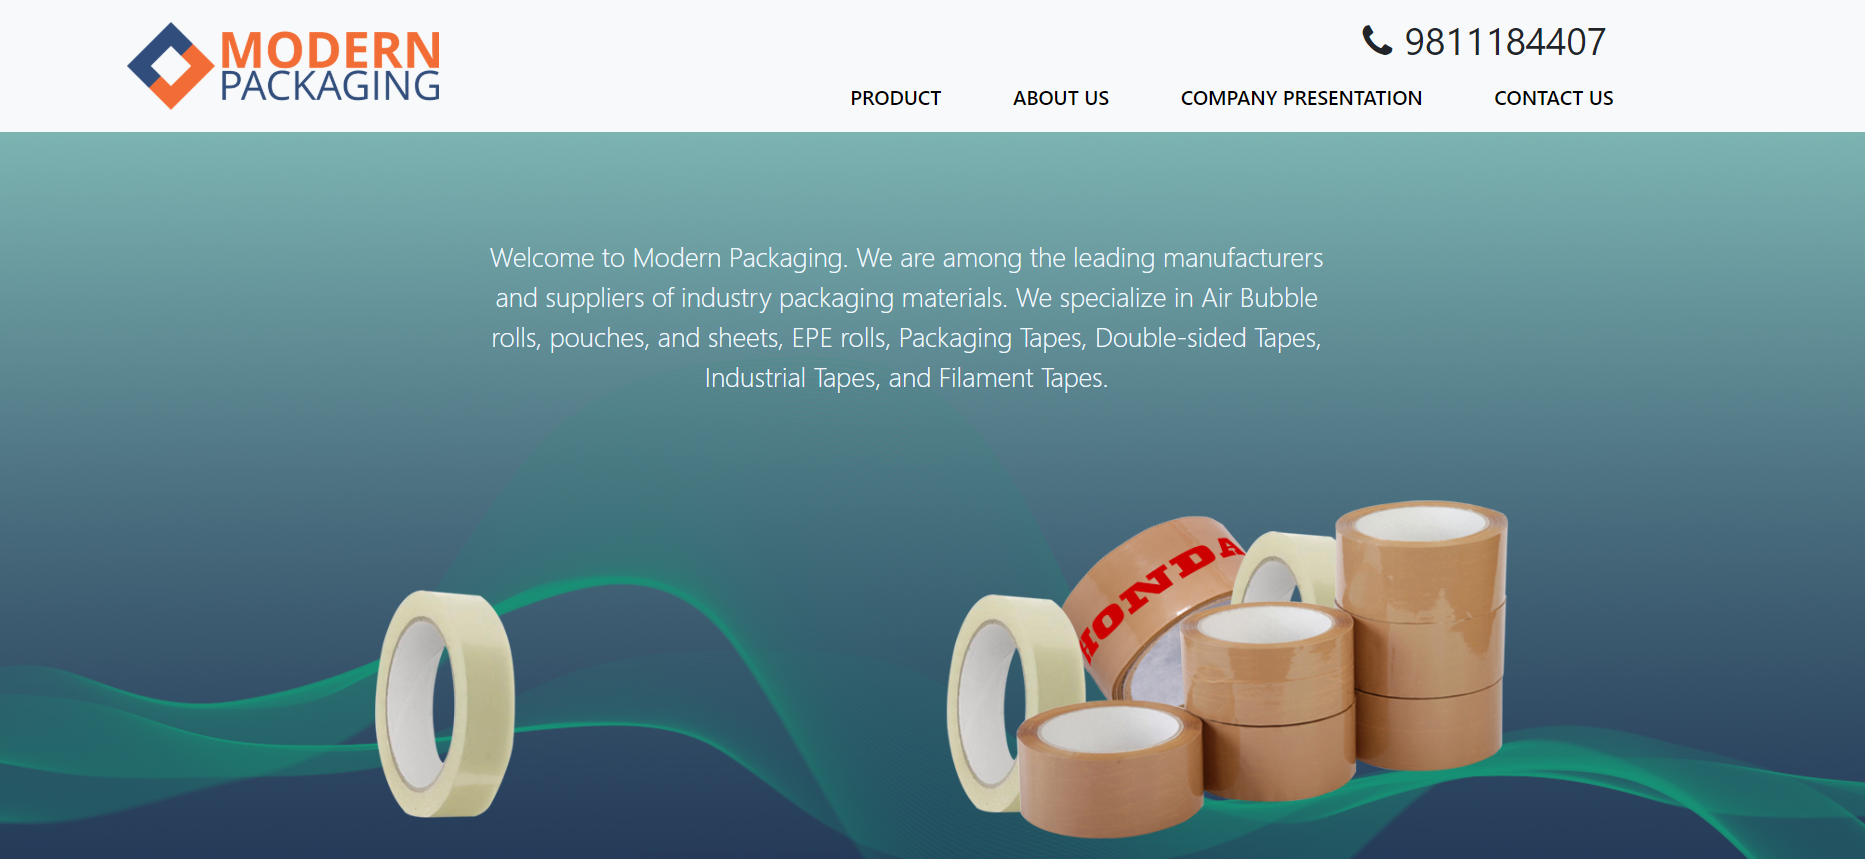 MODERN
PACKAGING
9811184407
PRODUCT
ABOUT US
COMPANY PRESENTATION
CONTACT US
Welcome to Modern Packaging. We are among the leading manufacturers
and suppliers of industry packaging materials. We specialize in Air Bubble
rolls, pouches, and sheets, EPE rolls, Packaging Tapes, Double-sided Tapes,
Industrial Tapes, and Filament Tapes.
HONDA